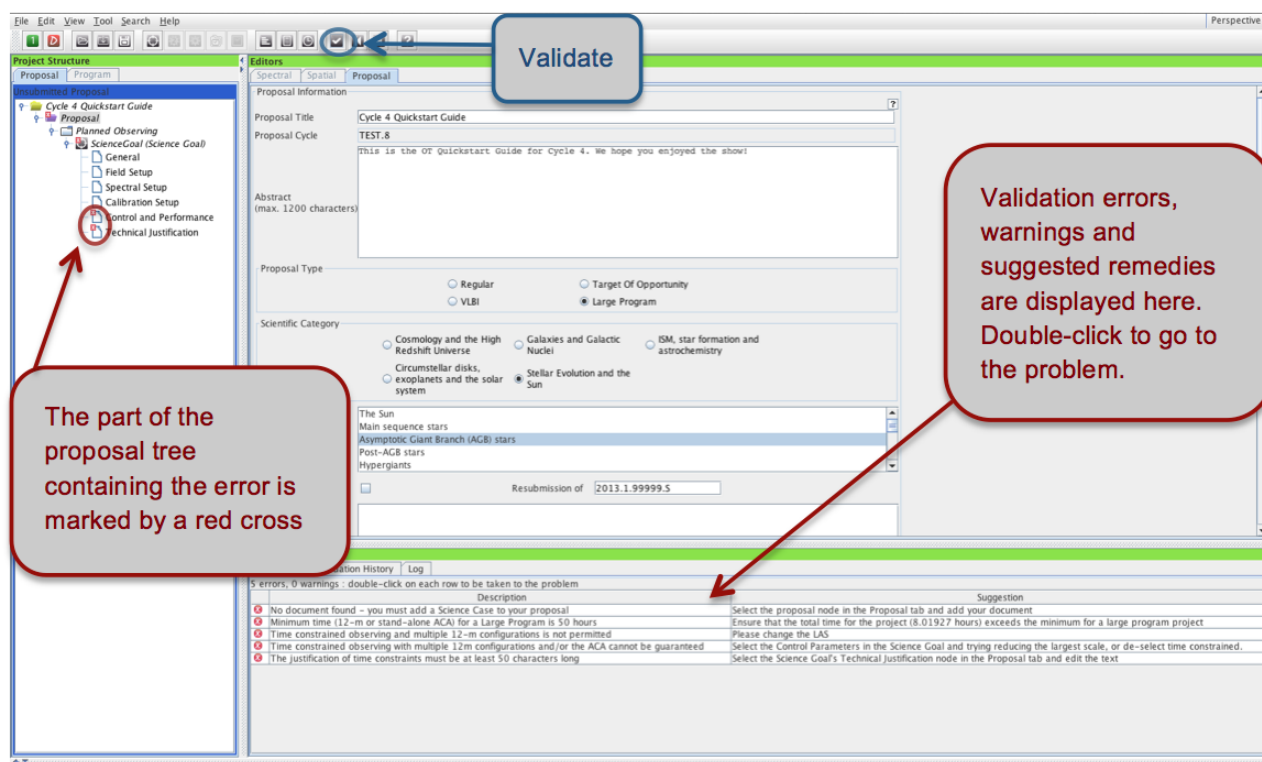 File Edit View Tool Search Help
Perspective
Validate
Project Structure
Proposal Program
Unsubmitted Proposal
Cycle 4 Quickstart Guide
Proposal
Planned Observing
ScienceGoal (Science Goal)
General
Field Setup
Spectral Setup
Calibration Setup
Control and Performance
Technical Justification
The part of the
proposal tree
containing the error is
marked by a red cross
Editors
Spectral Spatial Proposal
Proposal Information
?
Proposal Title Cycle 4 Quickstart Guide
Proposal Cycle TEST.8
This is the OT Quickstart Guide for Cycle 4. We hope you enjoyed the show!
Abstract
(max. 1200 characters)
Proposal Type
Regular Target Of Opportunity
VLBI Large Program
Scientific Category
Cosmology and the High
Redshift Universe
Galaxies and Galactic
Nuclei
ISM, star formation and
astrochemistry
Circumstellar disks,
exoplanets and the solar
system
Stellar Evolution and the
Sun
The Sun
Main sequence stars
Asymptotic Giant Branch (AGB) stars
Post-AGB stars
Hypergiants
Resubmission of 2013.1.99999.S
Validation errors,
warnings and
suggested remedies
are displayed here.
Double-click to go to
the problem.
History Log
5 errors, 0 warnings : double-click on each row to be taken to the problem
Description Suggestion
No document found - you must add a Science Case to your proposal Select the proposal node in the Proposal tab and add your document
Minimum time (12-m or stand-alone ACA) for a Large Program is 50 hours Ensure that the total time for the project (8.01927 hours) exceeds the minimum for a large program project
Time constrained observing and multiple 12-m configurations is not permitted Please change the LAS
Time constrained observing with multiple 12m configurations and/or the ACA cannot be guaranteed Select the Control Parameters in the Science Goal and trying reducing the largest scale, or de-select time constrained.
The justification of time constraints must be at least 50 characters long Select the Science Goal's Technical Justification node in the Proposal tab and edit the text